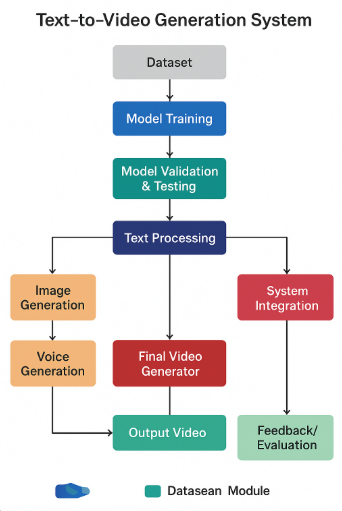 Text-to-Video Generation System
Dataset
Model Training
Model Validation
& Testing
Text Processing
Image
Generation
System
Integration
Voice
Generation
Final Video
Generator
Output Video
Feedback/
Evaluation
Datasean Module